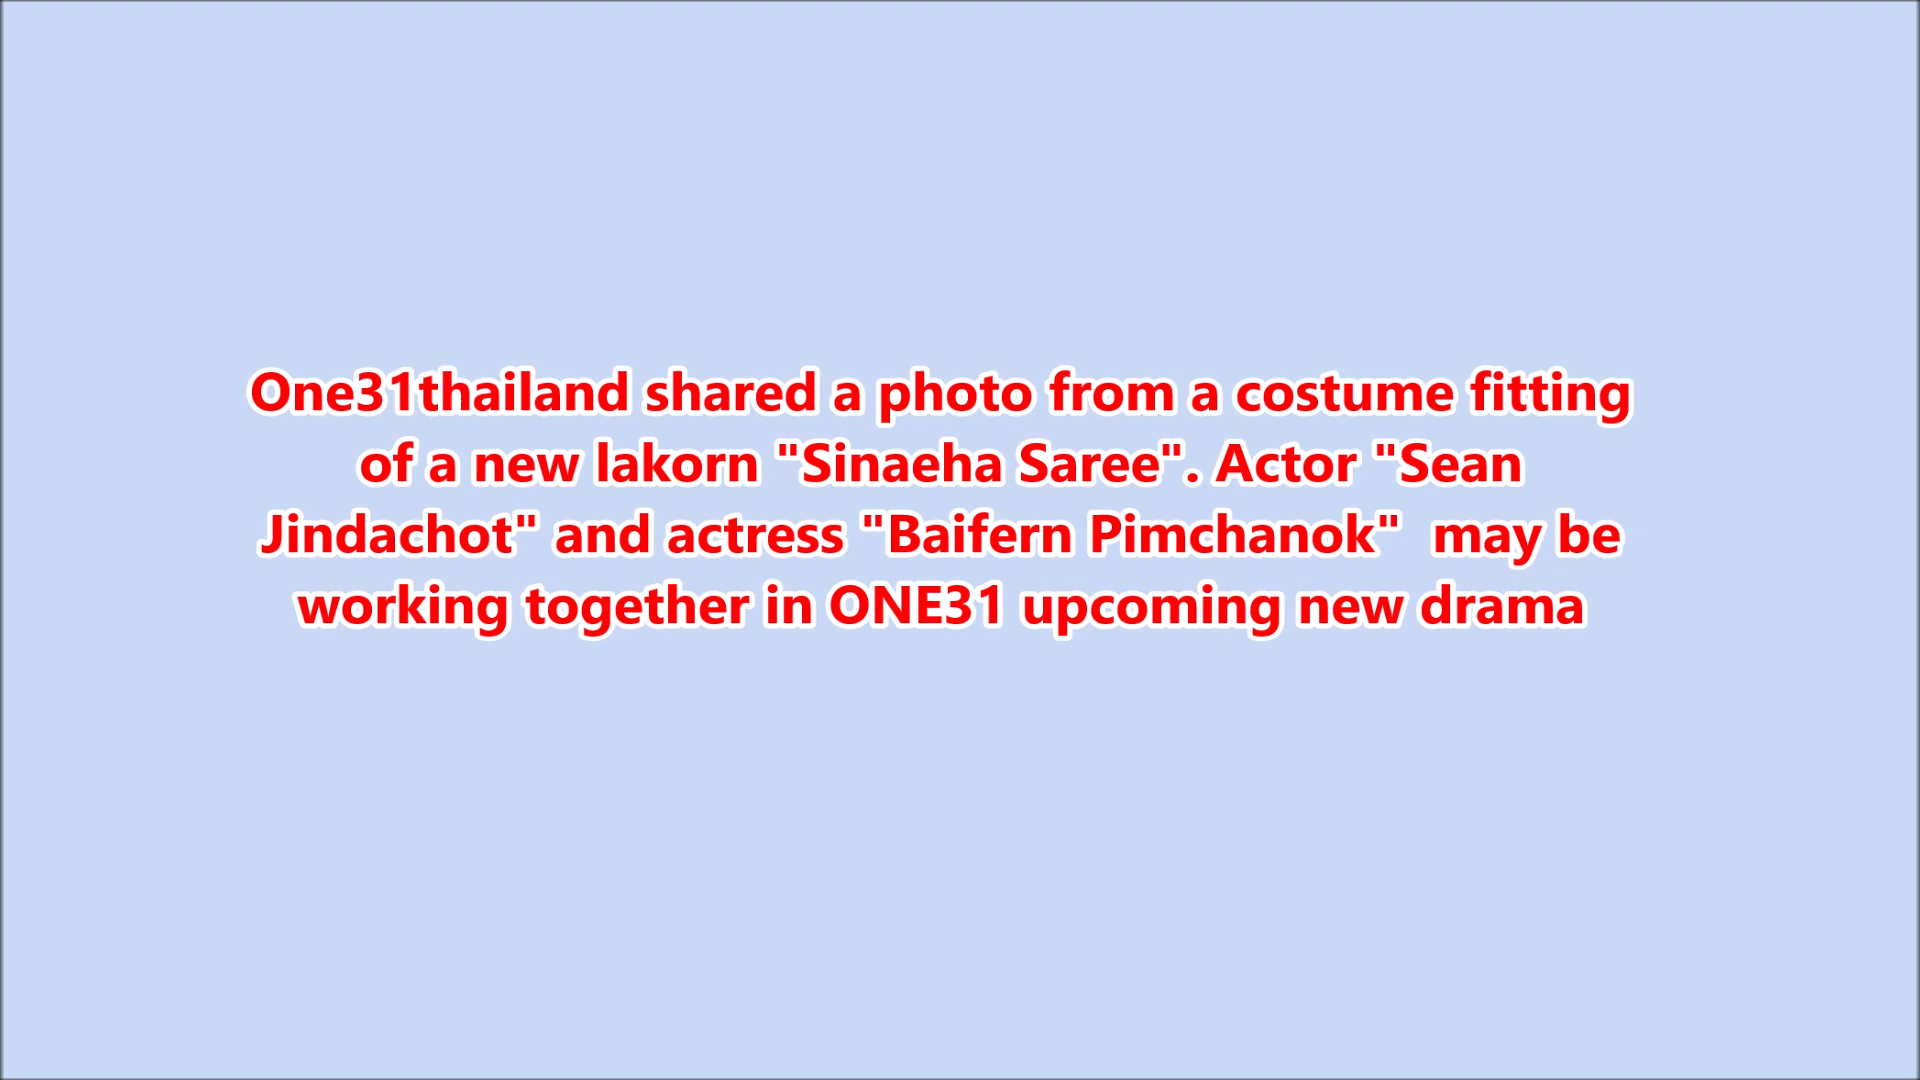 One31thailand shared a photo from a costume fitting
of a new lakorn "Sinaeha Saree". Actor "Sean
Jindachot" and actress "Baifern Pimchanok"  may be
working together in ONE31 upcoming new drama